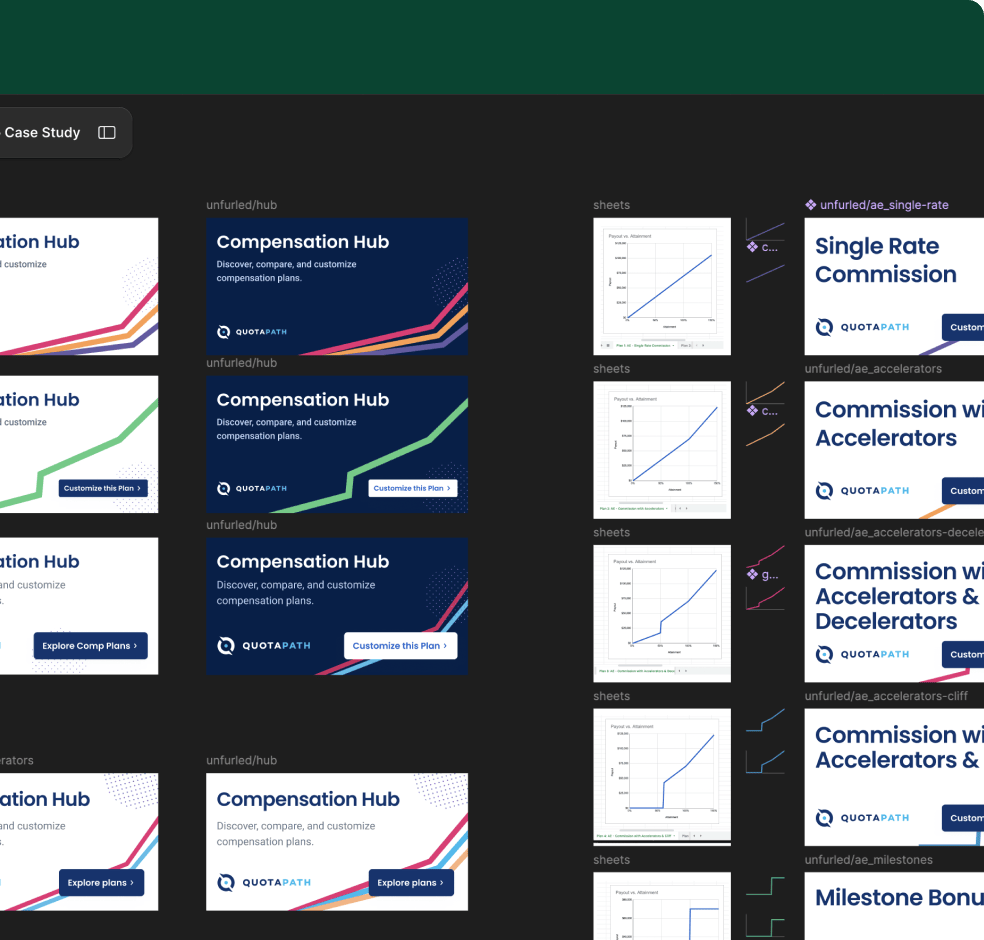 Case Study
unfurled/hub
sheets
unfurled/ae_single-rate
ation Hub
d customize
Compensation Hub
Discover, compare, and customize
compensation plans.
QUOTAPATH
Payout vs. Attainment
c...
Single Rate
Commission
QUOTAPATH
Custom
unfurled/hub
sheets
unfurled/ae_accelerators
ation Hub
d customize
Customize this Plan ›
Compensation Hub
Discover, compare, and customize
compensation plans.
QUOTAPATH
Customize this Plan ›
Payout vs. Attainment
c...
Commission wi
Accelerators
QUOTAPATH
Custom
unfurled/hub
sheets
unfurled/ae_accelerators-decele
ation Hub
and customize
s.
Explore Comp Plans ›
Compensation Hub
Discover, compare, and customize
compensation plans.
QUOTAPATH
Customize this Plan ›
Payout vs. Attainment
g...
Commission wi
Accelerators &
Decelerators
QUOTAPATH
Custom
sheets
unfurled/ae_accelerators-cliff
Payout vs. Attainment
Commission wi
Accelerators &
QUOTAPATH
Custom
erators
unfurled/hub
ation Hub
and customize
s.
Explore plans ›
Compensation Hub
Discover, compare, and customize
compensation plans.
QUOTAPATH
Explore plans ›
sheets
unfurled/ae_milestones
Payout vs. Attainment
Milestone Bonu